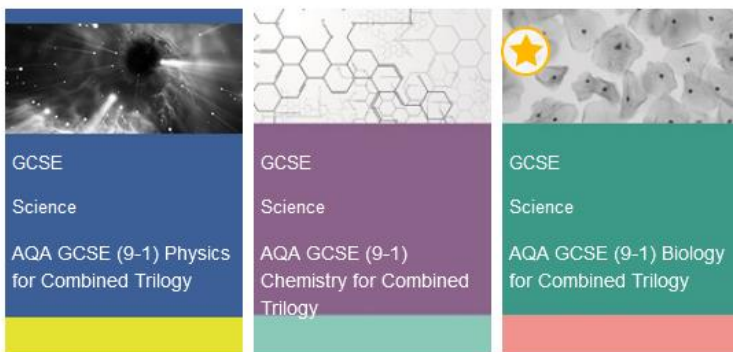 GCSE
Science
AQA GCSE (9-1) Physics
for Combined Trilogy
GCSE
Science
AQA GCSE (9-1)
Chemistry for Combined
Trilogy
GCSE
Science
AQA GCSE (9-1) Biology
for Combined Trilogy